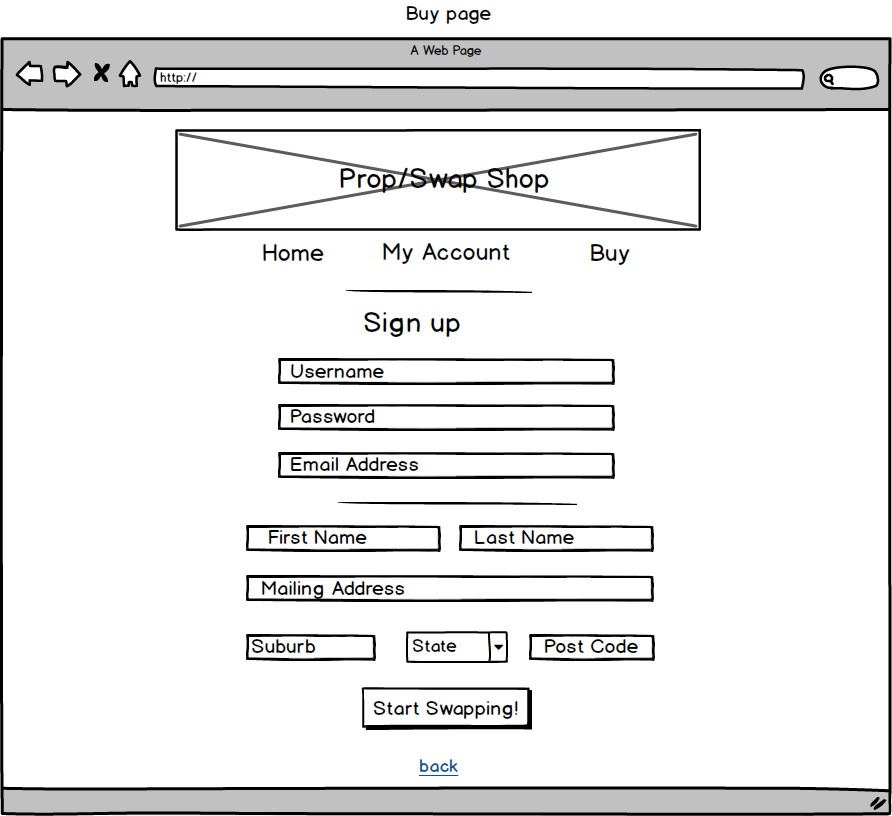 Buy page
A Web Page
http://
Prop/Swap Shop
Home My Account Buy
Sign up
Username
Password
Email Address
First Name Last Name
Mailing Address
Suburb State Post Code
Start Swapping!
back